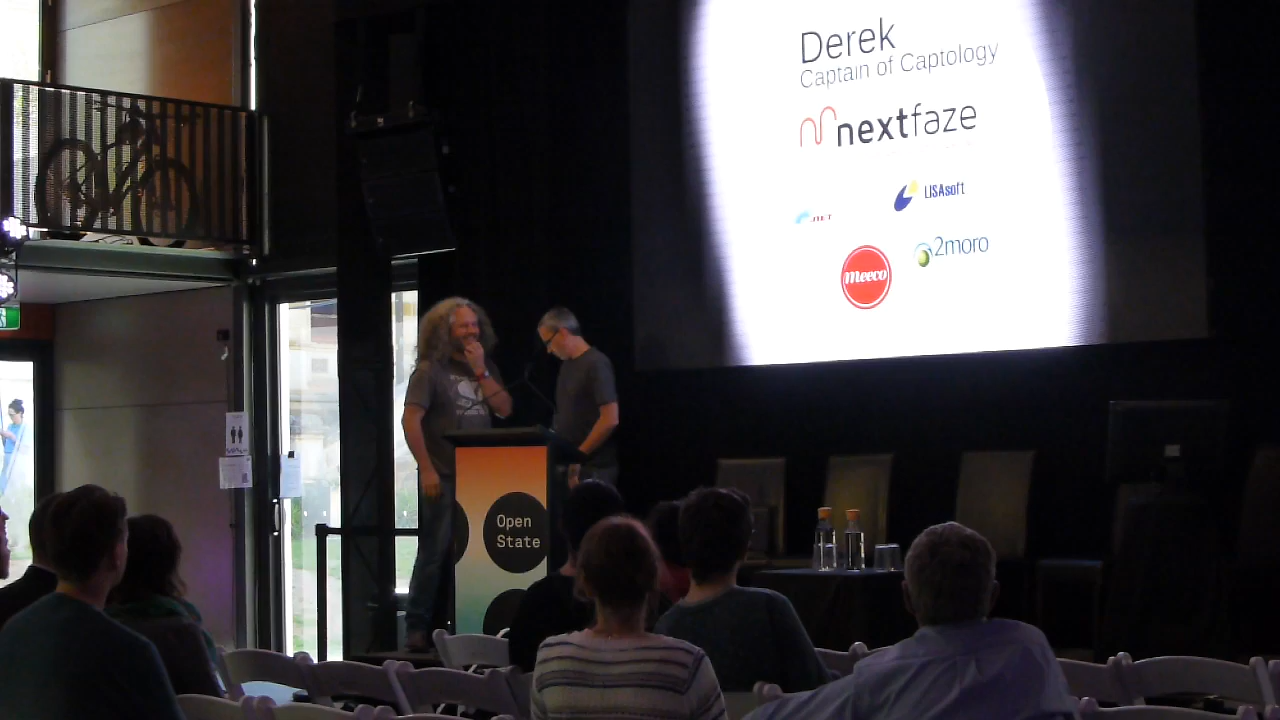 Derek
Captain of Captology
nextfaze
LISAsoft
2moro
meeco
Open
State